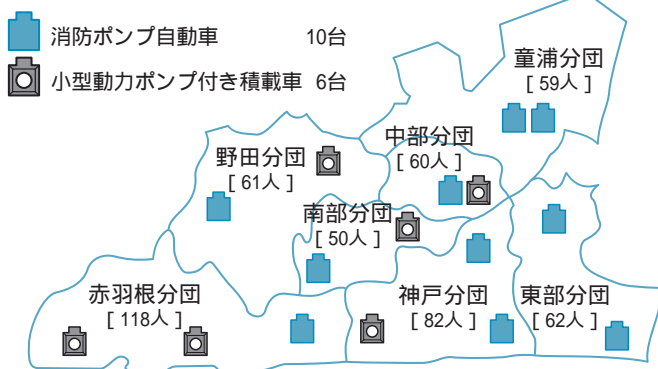 消防ポンプ自動車 10台
小型動力ポンプ付き積載車 6台
童浦分団
[ 59人 ]
中部分団
[ 60人 ]
野田分団
[ 61人 ]
南部分団
[ 50人 ]
赤羽根分団
[ 118人 ]
神戸分団
[ 82人 ]
東部分団
[ 62人 ]